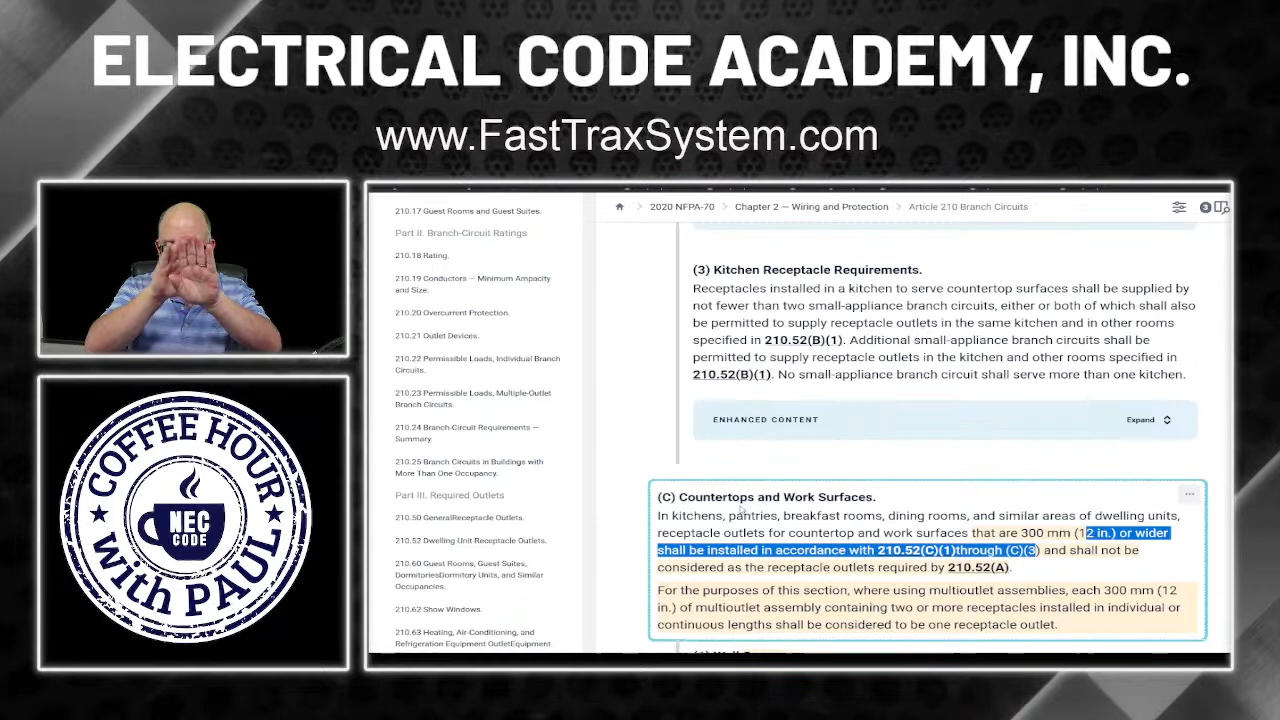 ELECTRICAL CODE ACADEMY, INC.
www.FastTraxSystem.com
COFFEE HOUR
NEC
CODE
with PAUL
210.17 Guest Rooms and Guest Suites.
Part II. Branch-Circuit Ratings
210.18 Rating.
210.19 Conductors — Minimum Ampacity
and Size.
210.20 Overcurrent Protection.
210.21 Outlet Devices.
210.22 Permissible Loads, Individual Branch
Circuits.
210.23 Permissible Loads, Multiple-Outlet
Branch Circuits.
210.24 Branch-Circuit Requirements —
Summary.
210.25 Branch Circuits in Buildings with
More Than One Occupancy.
Part III. Required Outlets
210.50 GeneralReceptacle Outlets.
210.52 Dwelling Unit Receptacle Outlets.
210.60 Guest Rooms, Guest Suites,
DormitoriesDormitory Units, and Similar
Occupancies.
210.62 Show Windows.
210.63 Heating, Air-Conditioning, and
Refrigeration Equipment OutletEquipment
2020 NFPA-70 > Chapter 2 — Wiring and Protection > Article 210 Branch Circuits
3
(3) Kitchen Receptacle Requirements.
Receptacles installed in a kitchen to serve countertop surfaces shall be supplied by
not fewer than two small-appliance branch circuits, either or both of which shall also
be permitted to supply receptacle outlets in the same kitchen and in other rooms
specified in 210.52(B)(1). Additional small-appliance branch circuits shall be
permitted to supply receptacle outlets in the kitchen and other rooms specified in
210.52(B)(1). No small-appliance branch circuit shall serve more than one kitchen.
ENHANCED CONTENT Expand
(C) Countertops and Work Surfaces.
In kitchens, pantries, breakfast rooms, dining rooms, and similar areas of dwelling units,
receptacle outlets for countertop and work surfaces that are 300 mm (12 in.) or wider
shall be installed in accordance with 210.52(C)(1)through (C)(3) and shall not be
considered as the receptacle outlets required by 210.52(A).
For the purposes of this section, where using multioutlet assemblies, each 300 mm (12
in.) of multioutlet assembly containing two or more receptacles installed in individual or
continuous lengths shall be considered to be one receptacle outlet.